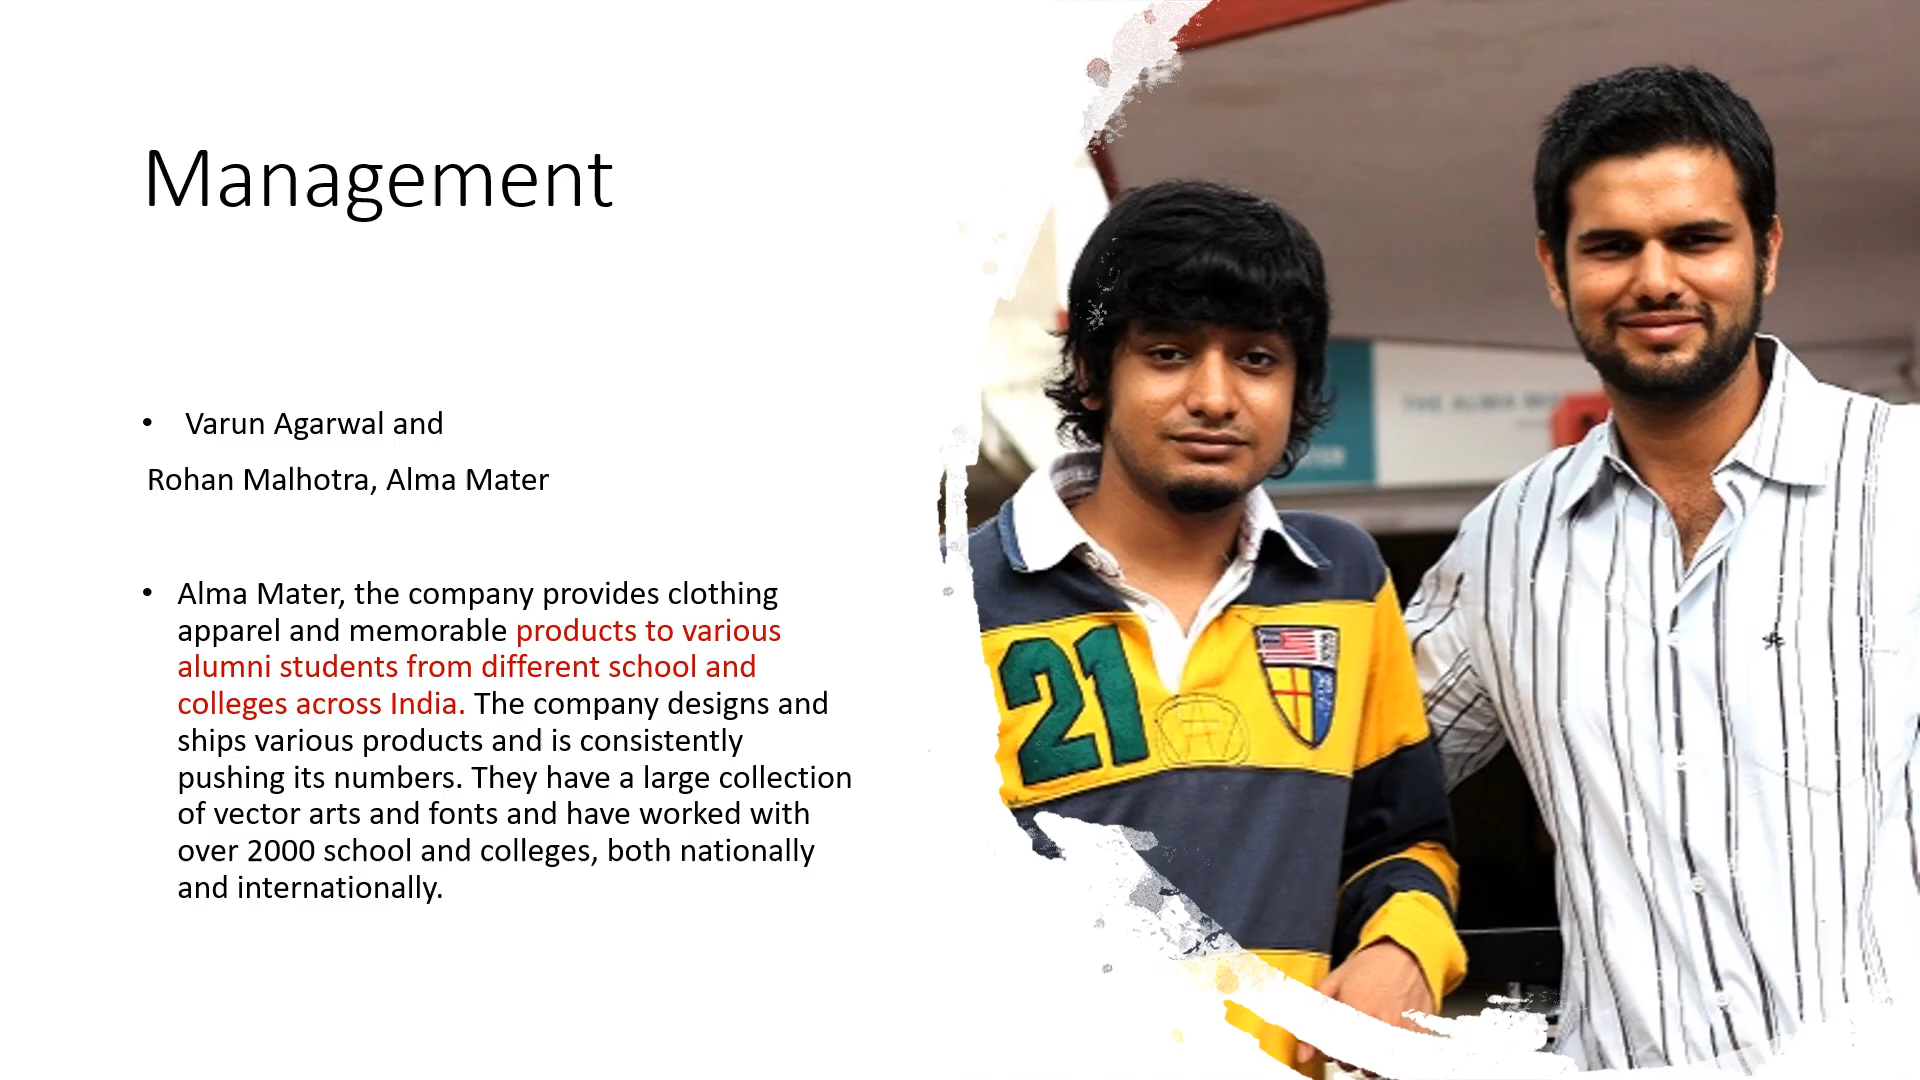 Management
• Varun Agarwal and
Rohan Malhotra, Alma Mater
• Alma Mater, the company provides clothing
apparel and memorable products to various
alumni students from different school and
colleges across India. The company designs and
ships various products and is consistently
pushing its numbers. They have a large collection
of vector arts and fonts and have worked with
over 2000 school and colleges, both nationally
and internationally.
THE ALMA
21